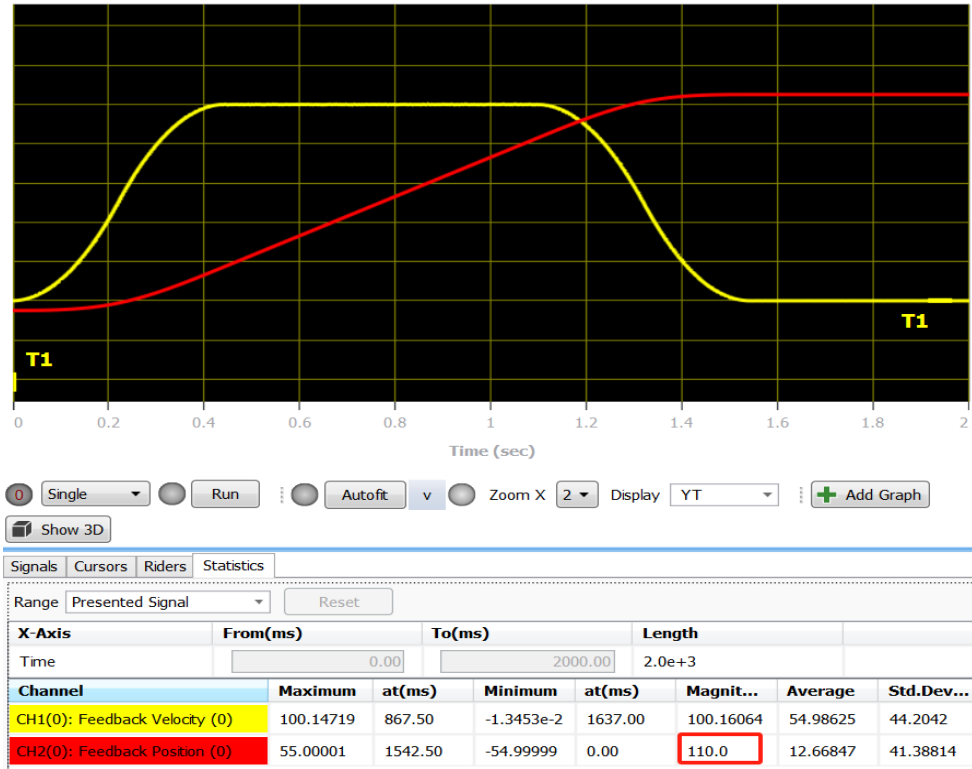 T1
T1
0 0.2 0.4 0.6 0.8 1 1.2 1.4 1.6 1.8 2
Time (sec)
0 Single Run Autofit v Zoom X 2 Display YT Add Graph
Show 3D
Signals Cursors Riders Statistics
Range Presented Signal Reset
X-Axis From(ms) To(ms) Length
Time 0.00 2000.00 2.0e+3
Channel Maximum at(ms) Minimum at(ms) Magnit... Average Std.Dev...
CH1(0): Feedback Velocity (0) 100.14719 867.50 -1.3453e-2 1637.00 100.16064 54.98625 44.2042
CH2(0): Feedback Position (0) 55.00001 1542.50 -54.99999 0.00 110.0 12.66847 41.38814